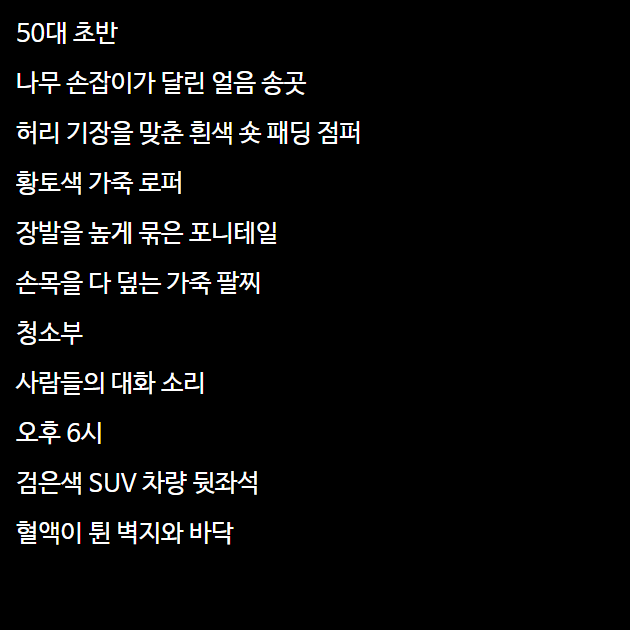 50대 초반
나무 손잡이가 달린 얼음 송곳
허리 기장을 맞춘 흰색 숏 패딩 점퍼
황토색 가죽 로퍼
장발을 높게 묶은 포니테일
손목을 다 덮는 가죽 팔찌
청소부
사람들의 대화 소리
오후 6시
검은색 SUV 차량 뒷좌석
혈액이 튄 벽지와 바닥